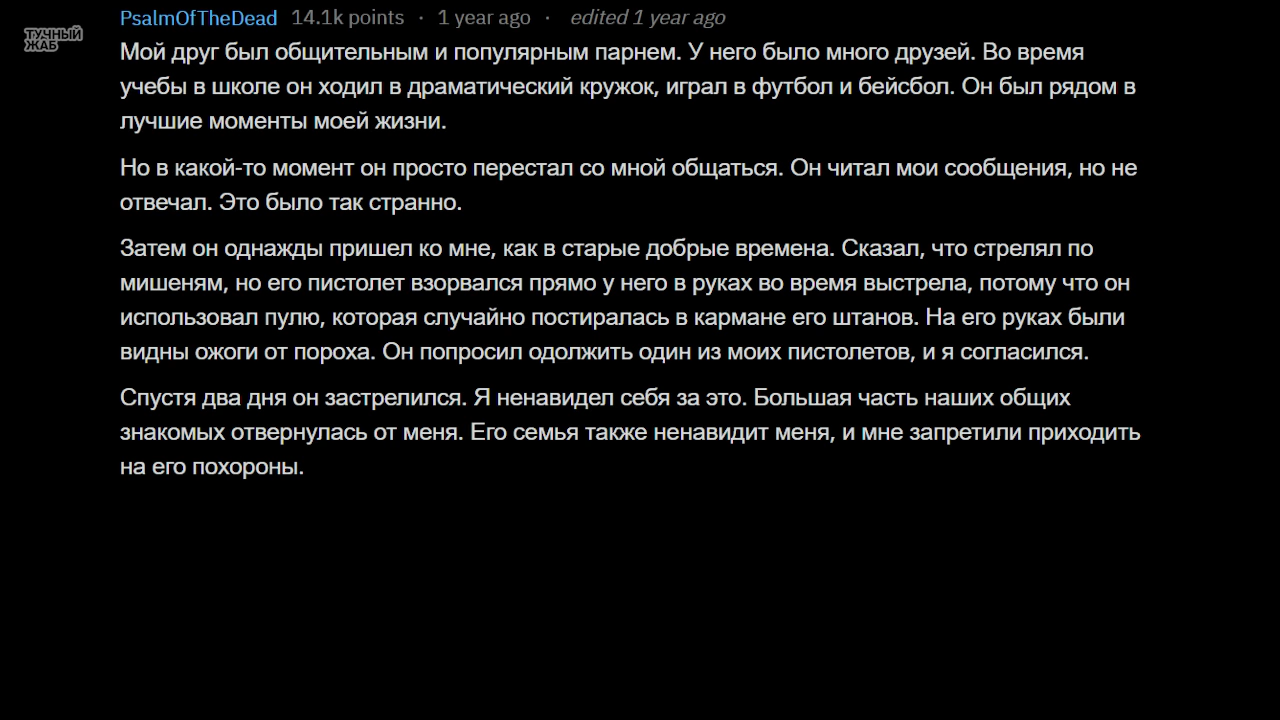 PsalmOfTheDead 14.1k points · 1 year ago · edited 1 year ago
ТУЧНЫЙ
ЖАБ
Мой друг был общительным и популярным парнем. У него было много друзей. Во время
учебы в школе он ходил в драматический кружок, играл в футбол и бейсбол. Он был рядом в
лучшие моменты моей жизни.
Но в какой-то момент он просто перестал со мной общаться. Он читал мои сообщения, но не
отвечал. Это было так странно.
Затем он однажды пришел ко мне, как в старые добрые времена. Сказал, что стрелял по
мишеням, но его пистолет взорвался прямо у него в руках во время выстрела, потому что он
использовал пулю, которая случайно постиралась в кармане его штанов. На его руках были
видны ожоги от пороха. Он попросил одолжить один из моих пистолетов, и я согласился.
Спустя два дня он застрелился. Я ненавидел себя за это. Большая часть наших общих
знакомых отвернулась от меня. Его семья также ненавидит меня, и мне запретили приходить
на его похороны.